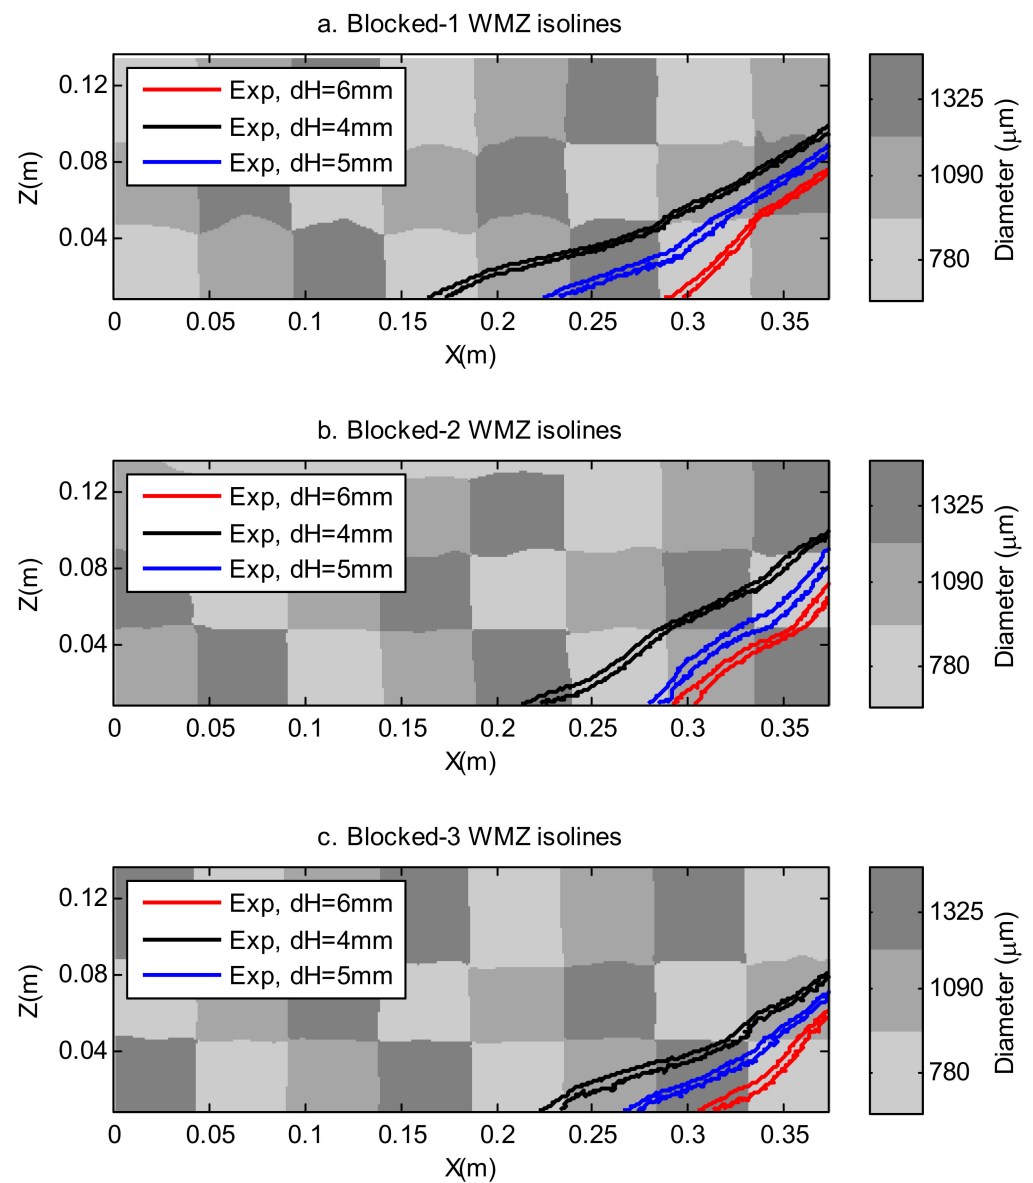 a. Blocked-1 WMZ isolines
Exp, dH=6mm
Exp, dH=4mm
Exp, dH=5mm
0.12
0.08
0.04
Z(m)
0 0.05 0.1 0.15 0.2 0.25 0.3 0.35
X(m)
1325
1090
780
Diameter (μm)
b. Blocked-2 WMZ isolines
Exp, dH=6mm
Exp, dH=4mm
Exp, dH=5mm
0.12
0.08
0.04
Z(m)
0 0.05 0.1 0.15 0.2 0.25 0.3 0.35
X(m)
1325
1090
780
Diameter (μm)
c. Blocked-3 WMZ isolines
Exp, dH=6mm
Exp, dH=4mm
Exp, dH=5mm
0.12
0.08
0.04
Z(m)
0 0.05 0.1 0.15 0.2 0.25 0.3 0.35
X(m)
1325
1090
780
Diameter (μm)